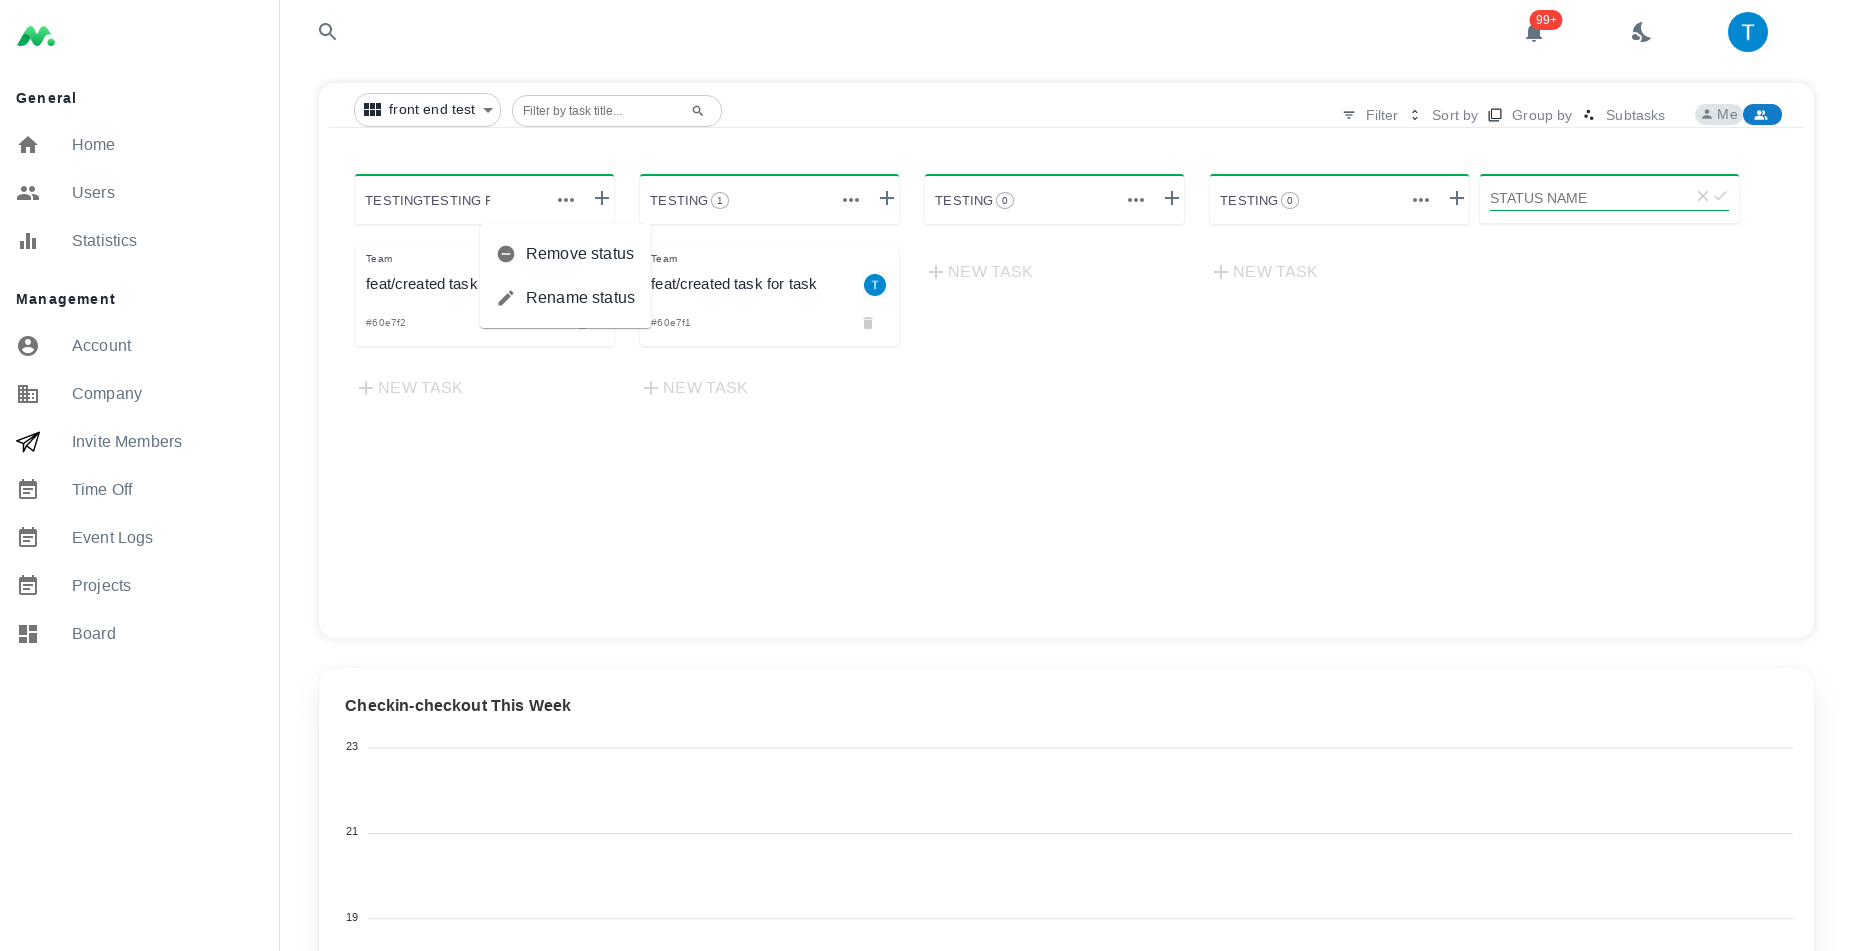 99+
T
General
Home
Users
Statistics
Management
Account
Company
Invite Members
Time Off
Event Logs
Projects
Board
front end test
Filter by task title...
Filter
Sort by
Group by
Subtasks
Me
TESTINGTESTING
TESTING 1
TESTING 0
TESTING 0
STATUS NAME
Remove status
Rename status
Team
feat/created task
#60e7f2
NEW TASK
Team
feat/created task for task
T
#60e7f1
NEW TASK
NEW TASK
NEW TASK
Checkin-checkout This Week
23
21
19